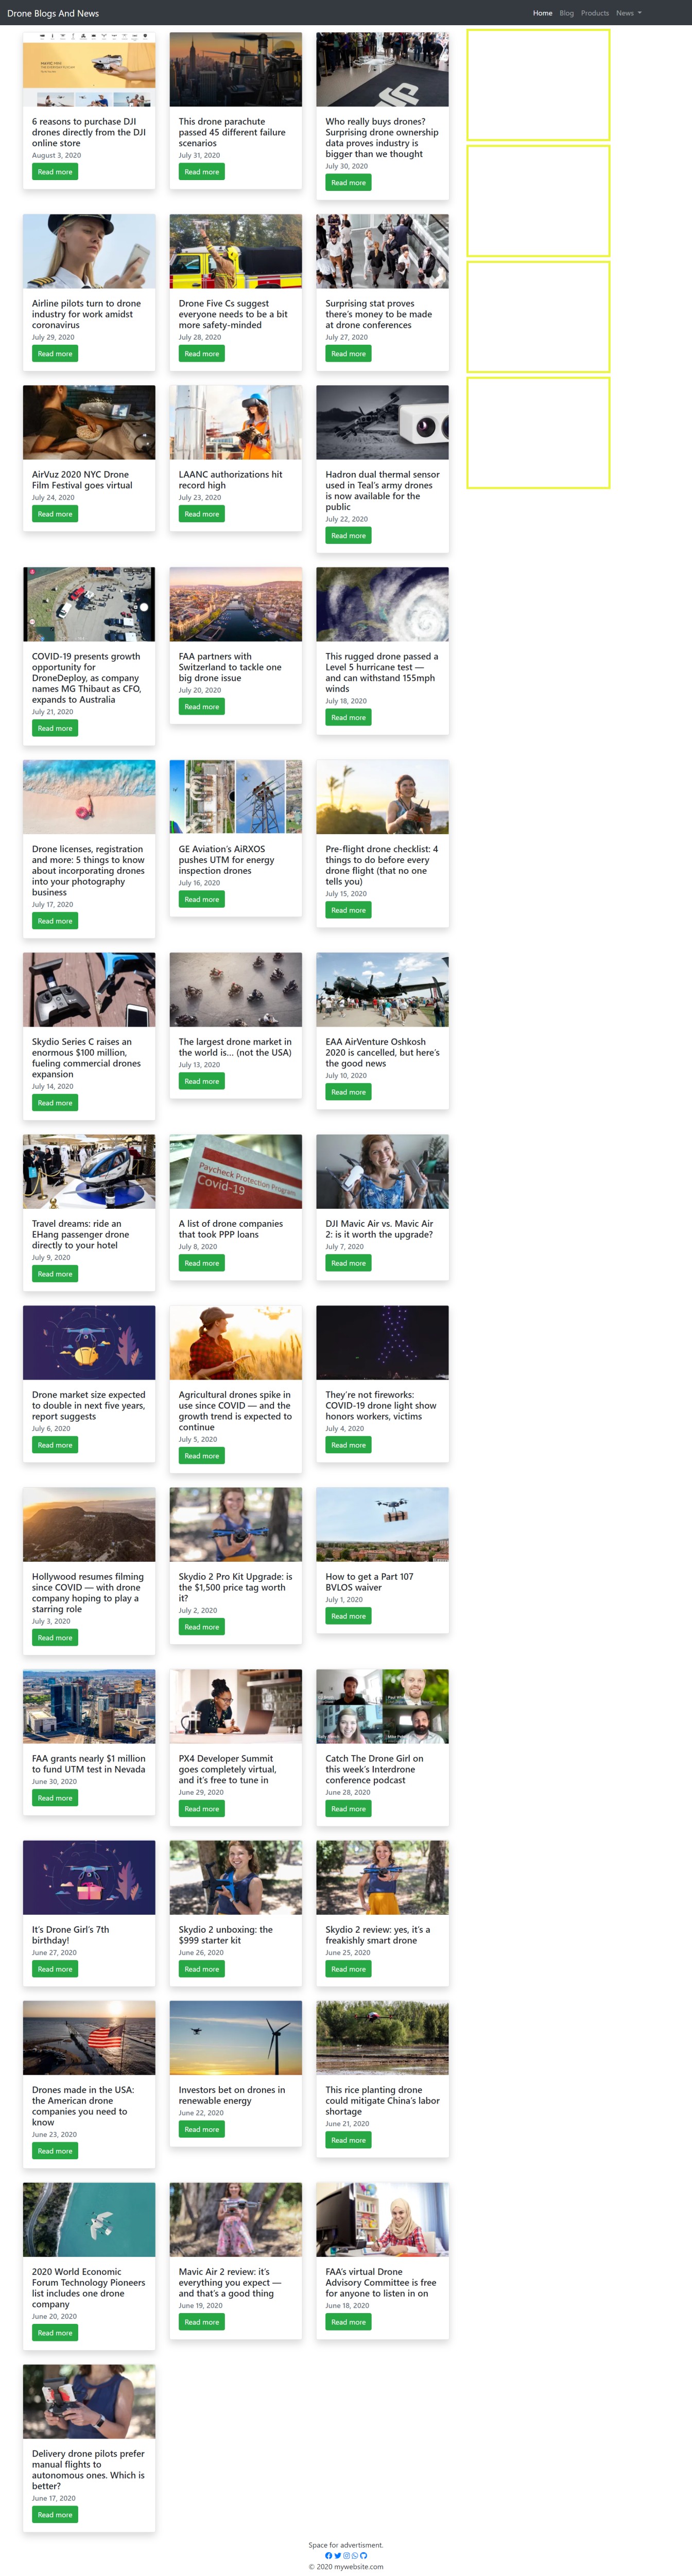 Drone Blogs And News
Home Blog Products News
MAVIC MINI
6 reasons to purchase DJI
drones directly from the DJI
online store
August 3, 2020
Read more
This drone parachute
passed 45 different failure
scenarios
July 31, 2020
Read more
Who really buys drones?
Surprising drone ownership
data proves industry is
bigger than we thought
July 30, 2020
Read more
Airline pilots turn to drone
industry for work amidst
coronavirus
July 29, 2020
Read more
Drone Five Cs suggest
everyone needs to be a bit
more safety-minded
July 28, 2020
Read more
Surprising stat proves
there's money to be made
at drone conferences
July 27, 2020
Read more
AirVuz 2020 NYC Drone
Film Festival goes virtual
July 24, 2020
Read more
LAANC authorizations hit
record high
July 23, 2020
Read more
Hadron dual thermal sensor
used in Teal's army drones
is now available for the
public
July 22, 2020
Read more
COVID-19 presents growth
opportunity for
DroneDeploy, as company
names MG Thibaut as CFO,
expands to Australia
July 21, 2020
Read more
FAA partners with
Switzerland to tackle one
big drone issue
July 20, 2020
Read more
This rugged drone passed a
Level 5 hurricane test —
and can withstand 155mph
winds
July 18, 2020
Read more
Drone licenses, registration
and more: 5 things to know
about incorporating drones
into your photography
business
July 17, 2020
Read more
GE Aviation's AiRXOS
pushes UTM for energy
inspection drones
July 16, 2020
Read more
Pre-flight drone checklist: 4
things to do before every
drone flight (that no one
tells you)
July 15, 2020
Read more
Skydio Series C raises an
enormous $100 million,
fueling commercial drones
expansion
July 14, 2020
Read more
The largest drone market in
the world is… (not the USA)
July 13, 2020
Read more
EAA AirVenture Oshkosh
2020 is cancelled, but here's
the good news
July 10, 2020
Read more
Travel dreams: ride an
EHang passenger drone
directly to your hotel
July 9, 2020
Read more
Paycheck Protection Program
Covid-19
A list of drone companies
that took PPP loans
July 8, 2020
Read more
DJI Mavic Air vs. Mavic Air
2: is it worth the upgrade?
July 7, 2020
Read more
Drone market size expected
to double in next five years,
report suggests
July 6, 2020
Read more
Agricultural drones spike in
use since COVID — and the
growth trend is expected to
continue
July 5, 2020
Read more
They're not fireworks:
COVID-19 drone light show
honors workers, victims
July 4, 2020
Read more
Hollywood resumes filming
since COVID — with drone
company hoping to play a
starring role
July 3, 2020
Read more
Skydio 2 Pro Kit Upgrade: is
the $1,500 price tag worth
it?
July 2, 2020
Read more
How to get a Part 107
BVLOS waiver
July 1, 2020
Read more
FAA grants nearly $1 million
to fund UTM test in Nevada
June 30, 2020
Read more
PX4 Developer Summit
goes completely virtual,
and it's free to tune in
June 29, 2020
Read more
Catch The Drone Girl on
this week's Interdrone
conference podcast
June 28, 2020
Read more
It's Drone Girl's 7th
birthday!
June 27, 2020
Read more
Skydio 2 unboxing: the
$999 starter kit
June 26, 2020
Read more
Skydio 2 review: yes, it's a
freakishly smart drone
June 25, 2020
Read more
Drones made in the USA:
the American drone
companies you need to
know
June 23, 2020
Read more
Investors bet on drones in
renewable energy
June 22, 2020
Read more
This rice planting drone
could mitigate China's labor
shortage
June 21, 2020
Read more
2020 World Economic
Forum Technology Pioneers
list includes one drone
company
June 20, 2020
Read more
Mavic Air 2 review: it's
everything you expect —
and that's a good thing
June 19, 2020
Read more
FAA's virtual Drone
Advisory Committee is free
for anyone to listen in on
June 18, 2020
Read more
Delivery drone pilots prefer
manual flights to
autonomous ones. Which is
better?
June 17, 2020
Read more
Space for advertisment.
© 2020 mywebsite.com